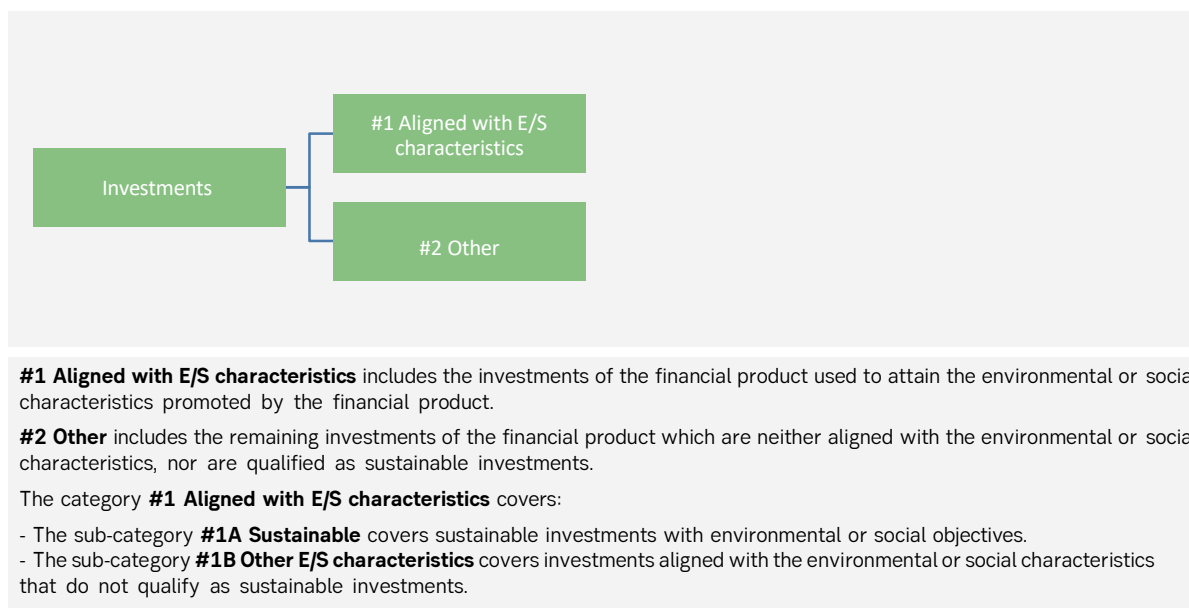 #1 Aligned with E/S
characteristics
Investments
#2 Other
#1 Aligned with E/S characteristics includes the investments of the financial product used to attain the environmental or socia
characteristics promoted by the financial product.
#2 Other includes the remaining investments of the financial product which are neither aligned with the environmental or socia
characteristics, nor are qualified as sustainable investments.
The category #1 Aligned with E/S characteristics covers:
- The sub-category #1A Sustainable covers sustainable investments with environmental or social objectives.
- The sub-category #1B Other E/S characteristics covers investments aligned with the environmental or social characteristics
that do not qualify as sustainable investments.